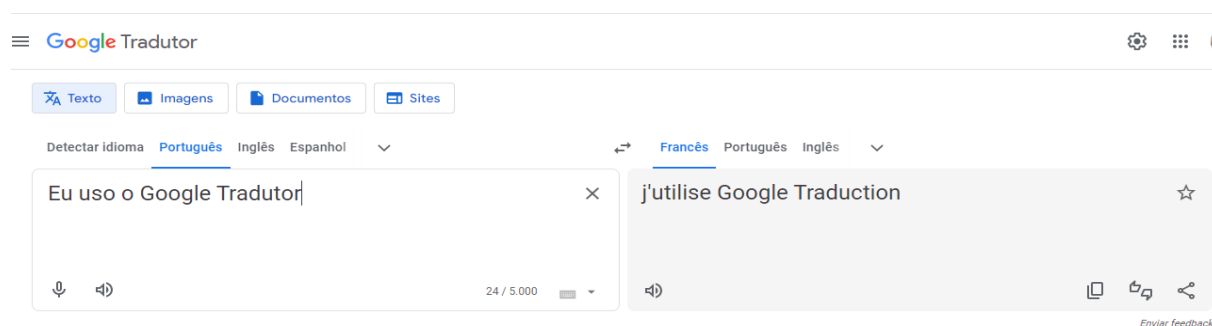 Google Tradutor
Texto Imagens Documentos Sites
Detectar idioma Português Inglês Espanhol Francês Português Inglês
Eu uso o Google Tradutor j'utilise Google Traduction
24 / 5.000
Enviar feedback